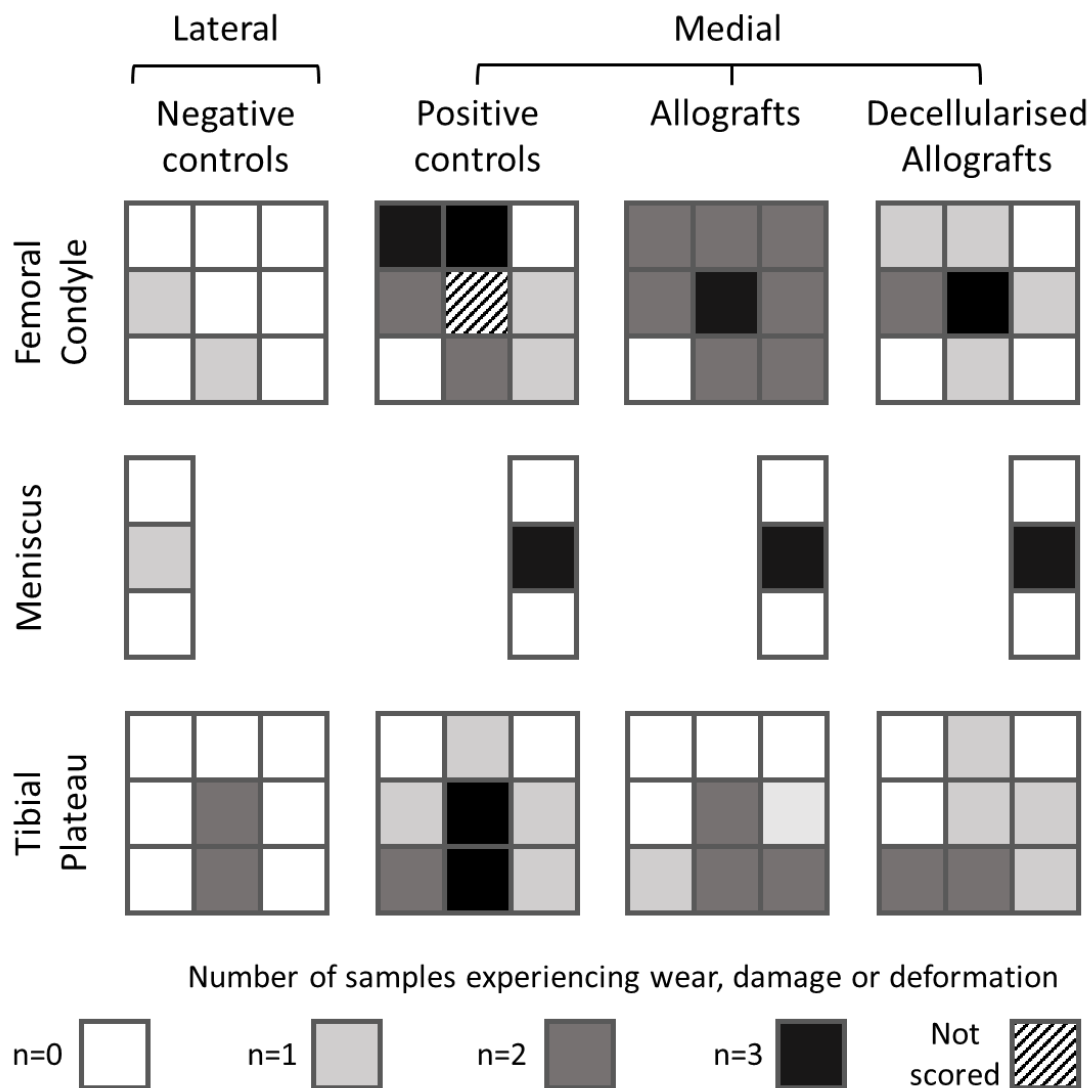 Lateral
Medial
Negative
controls
Positive
controls
Allografts
Decellularised
Allografts
Femoral
Condyle
Meniscus
Tibial
Plateau
Number of samples experiencing wear, damage or deformation
n=0
n=1
n=2
n=3
Not
scored